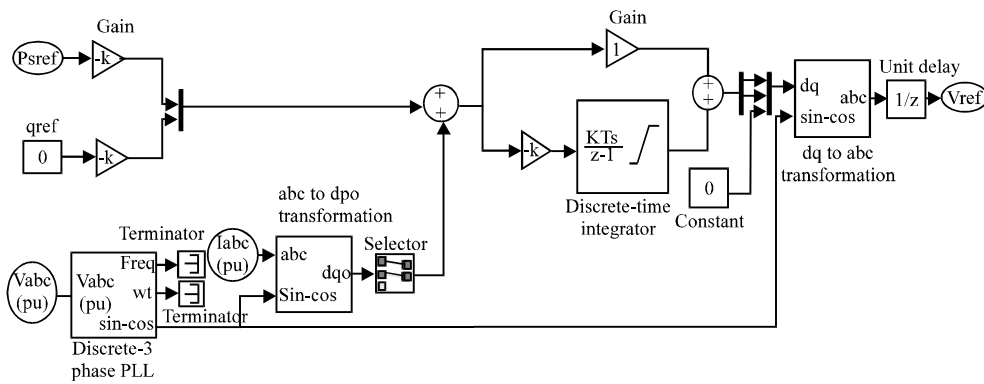 Gain
Psref
-k
qref
0
-k
+
+
Gain
1
-k
KTs
z-1
Discrete-time
integrator
+
+
0
Constant
dq
abc
sin-cos
dq to abc
transformation
Unit delay
1/z
Vref
abc to dpo
transformation
Iabc
(pu)
abc
dqo
Sin-cos
Selector
Terminator
Vabc
(pu)
Freq
Vabc
(pu)
wt
sin-cos
Terminator
Discrete-3
phase PLL